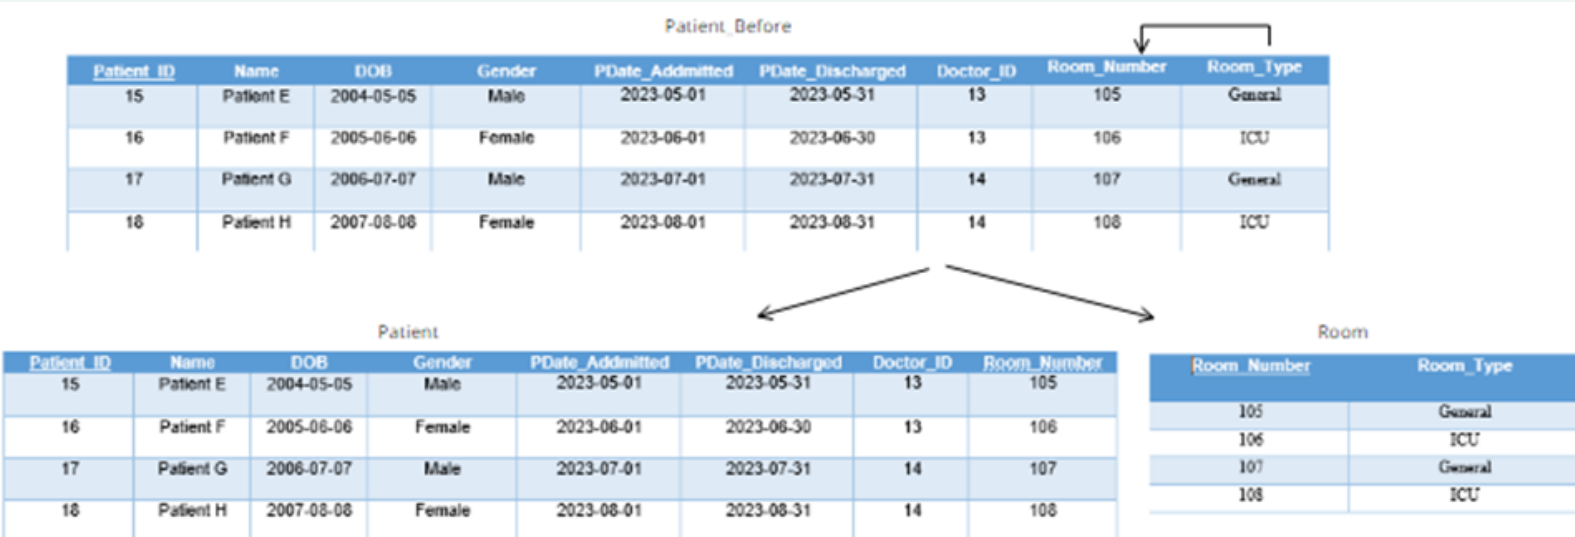 Patient_Before
Patient_ID Name DOB Gender PDate_Addmitted PDate_Discharged Doctor_ID Room_Number Room_Type
15 Patient E 2004-05-05 Male 2023-05-01 2023-05-31 13 105 General
16 Patient F 2005-06-06 Female 2023-06-01 2023-06-30 13 106 ICU
17 Patient G 2006-07-07 Male 2023-07-01 2023-07-31 14 107 General
18 Patient H 2007-08-08 Female 2023-08-01 2023-08-31 14 108 ICU
Patient
Patient_ID Name DOB Gender PDate_Addmitted PDate_Discharged Doctor_ID Room_Number
15 Patient E 2004-05-05 Male 2023-05-01 2023-05-31 13 105
16 Patient F 2005-06-06 Female 2023-06-01 2023-06-30 13 106
17 Patient G 2006-07-07 Male 2023-07-01 2023-07-31 14 107
18 Patient H 2007-08-08 Female 2023-08-01 2023-08-31 14 108
Room
Room_Number Room_Type
105 General
106 ICU
107 General
108 ICU